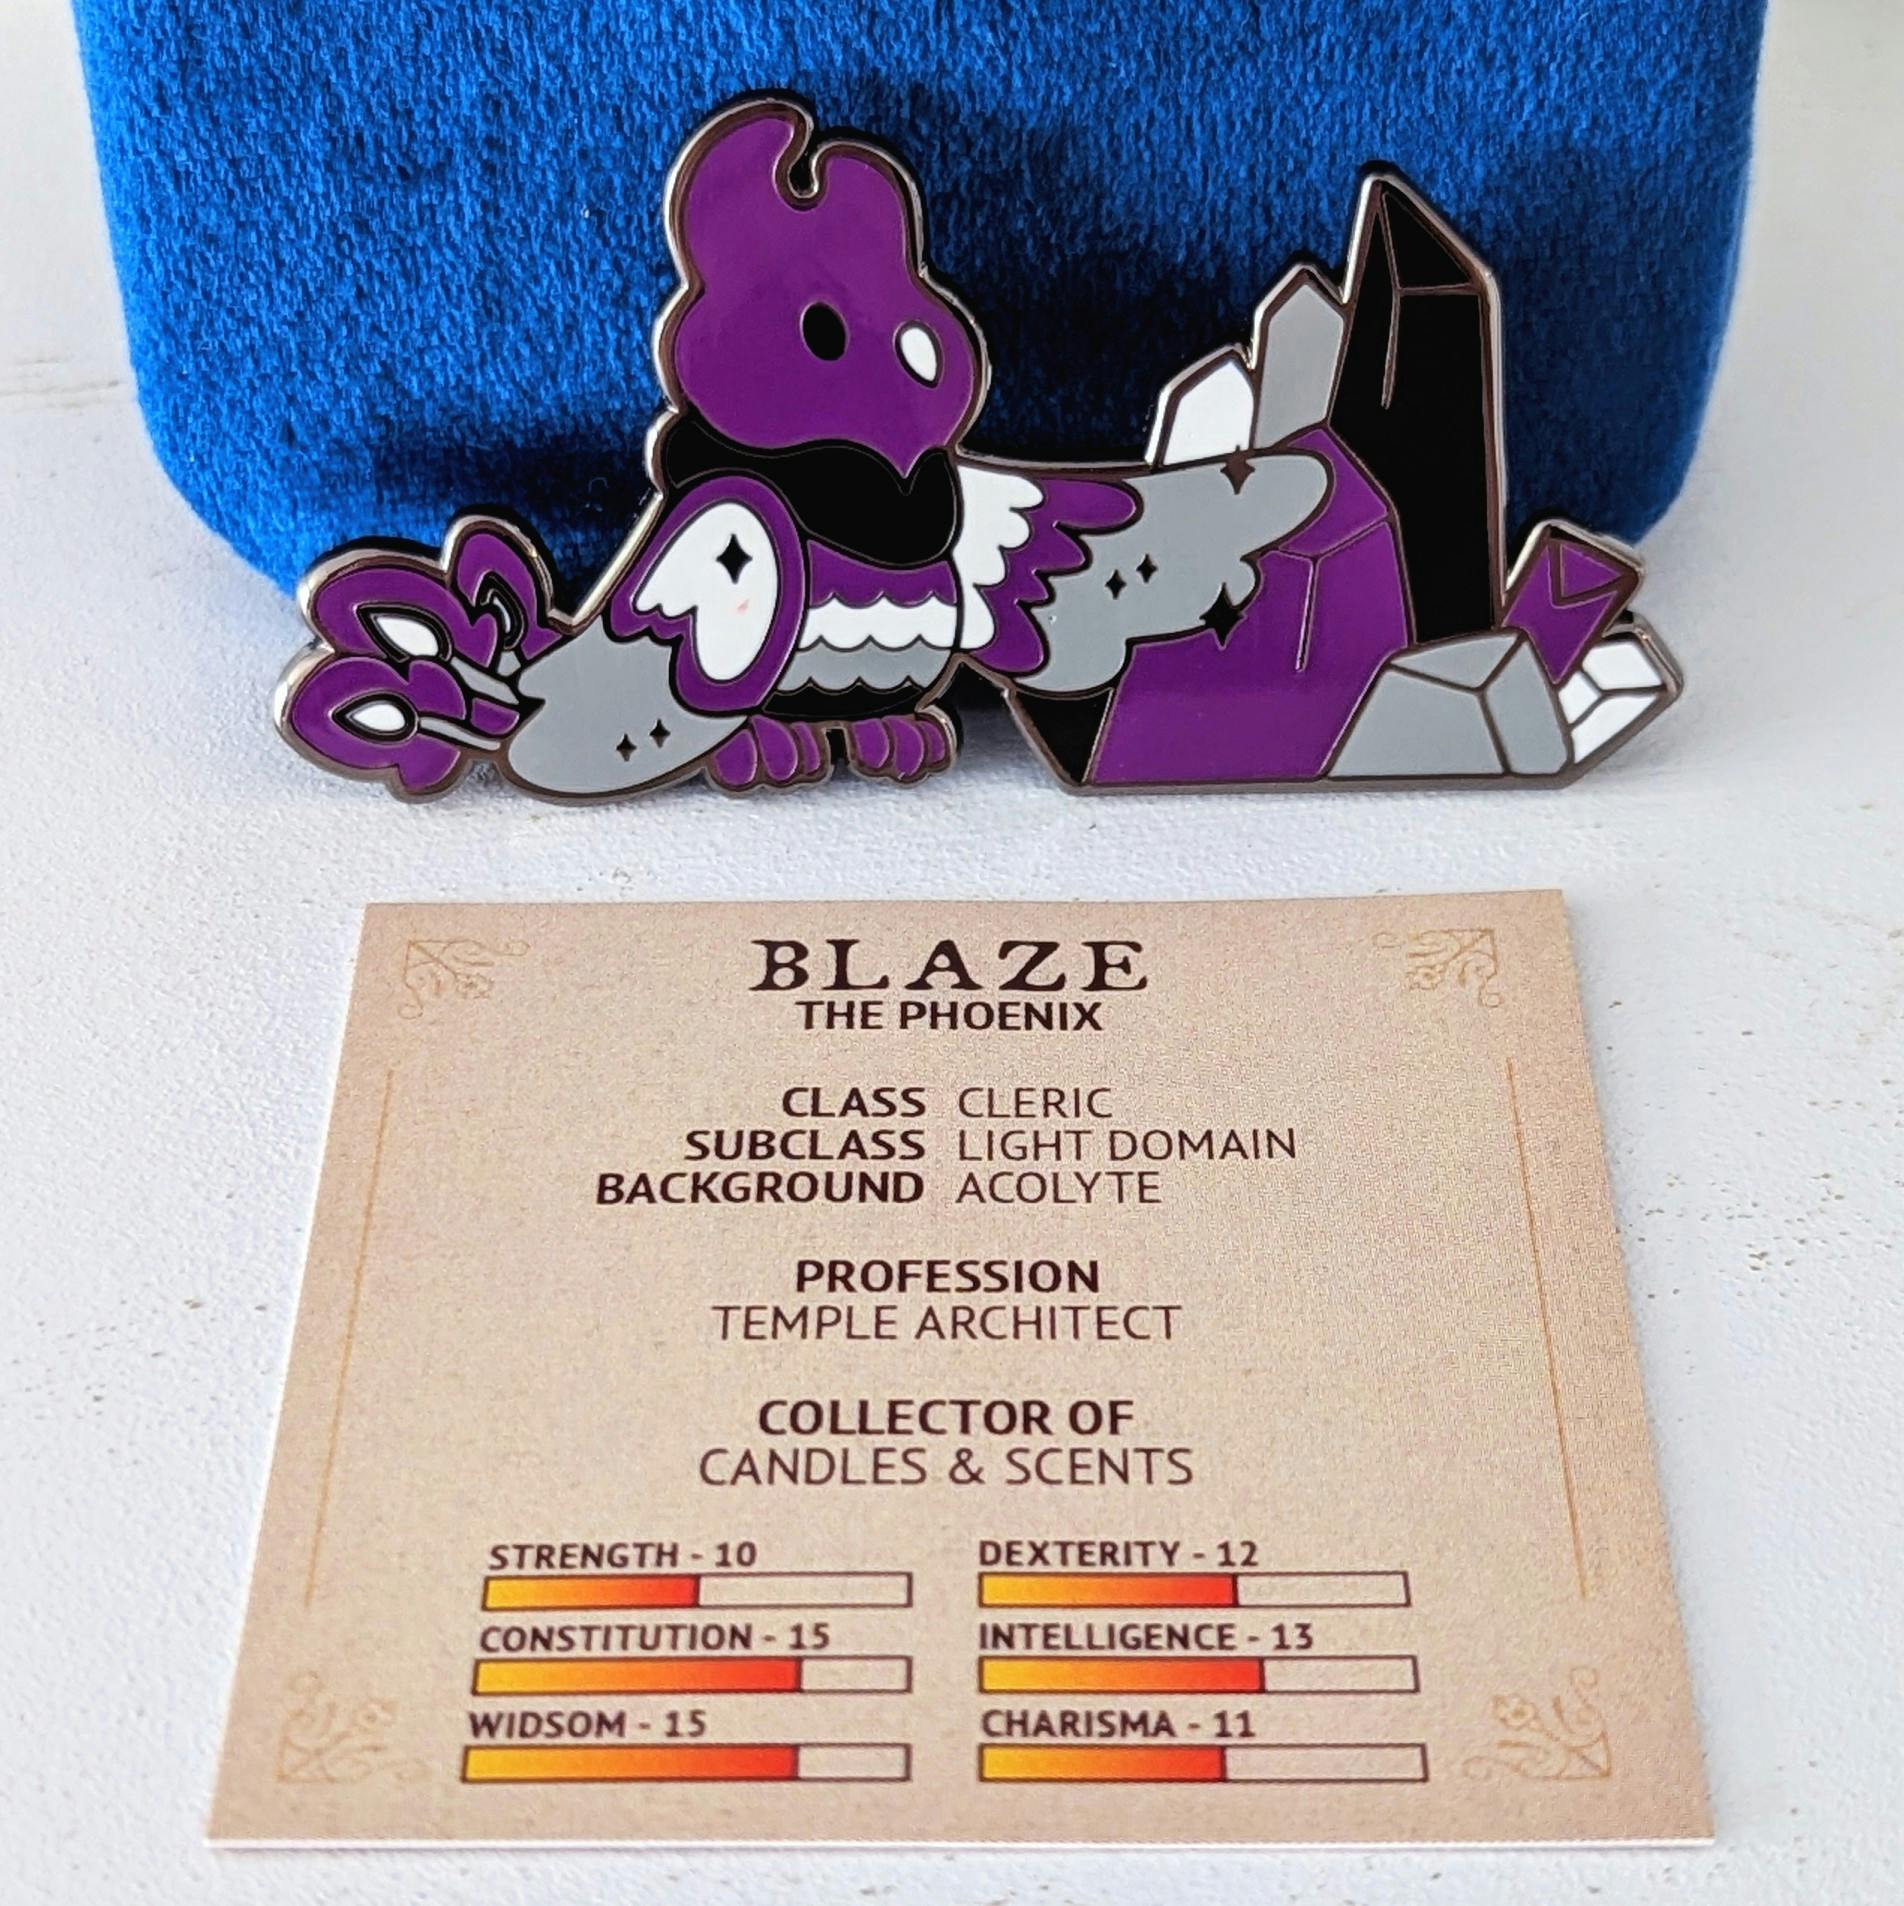 BLAZE
THE PHOENIX
CLASS CLERIC
SUBCLASS LIGHT DOMAIN
BACKGROUND ACOLYTE
PROFESSION
TEMPLE ARCHITECT
COLLECTOR OF
CANDLES & SCENTS
STRENGTH - 10 DEXTERITY - 12
CONSTITUTION - 15 INTELLIGENCE - 13
WIDSOM - 15 CHARISMA - 11